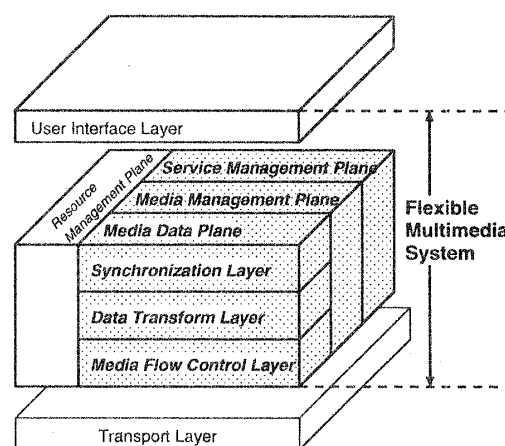 User Interface Layer
Resource
Management Plane
Service Management Plane
Media Management Plane
Media Data Plane
Synchronization Layer
Data Transform Layer
Media Flow Control Layer
Flexible
Multimedia
System
Transport Layer